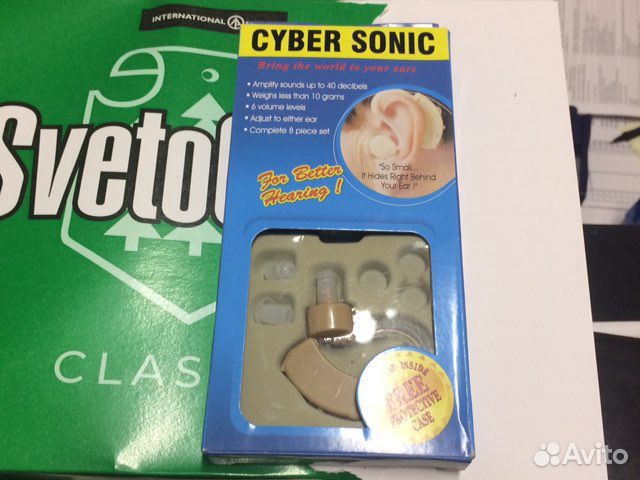 INTERNATIONAL
CYBER SONIC
Bring the world to your ears
• Amplify sounds up to 40 decibels
• Weighs less than 10 grams
• 6 volume levels
• Adjust to either ear
• Complete 8 piece set
"So Small...
it Hides Right Behind
Your Ear !"
For Better
Hearing !
Sveto
CLAS
INSIDE
FREE
PROTECTIVE
CASE
Avito